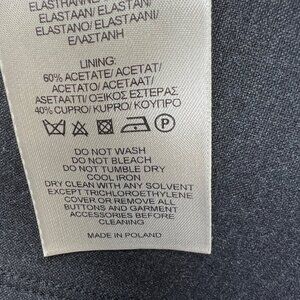 ELASTHANNE/
ELASTAAN/ ELASTAN/
ELASTANO/ ELASTAANI/
ΕΛΑΣΤΑΝΗ
LINING:
60% ACETATE/ ACETAT/
ACETATO/ ACETAAT/
ASETAATTI/ ΟΞΙΚΟΣ ΕΣΤΕΡΑΣ
40% CUPRO/ KUPRO/ ΚΟΥΠΡΟ
P
DO NOT WASH
DO NOT BLEACH
DO NOT TUMBLE DRY
COOL IRON
DRY CLEAN WITH ANY SOLVENT
EXCEPT TRICHLOROETHYLENE
COVER OR REMOVE ALL
BUTTONS AND GARMENT
ACCESSORIES BEFORE
CLEANING
MADE IN POLAND